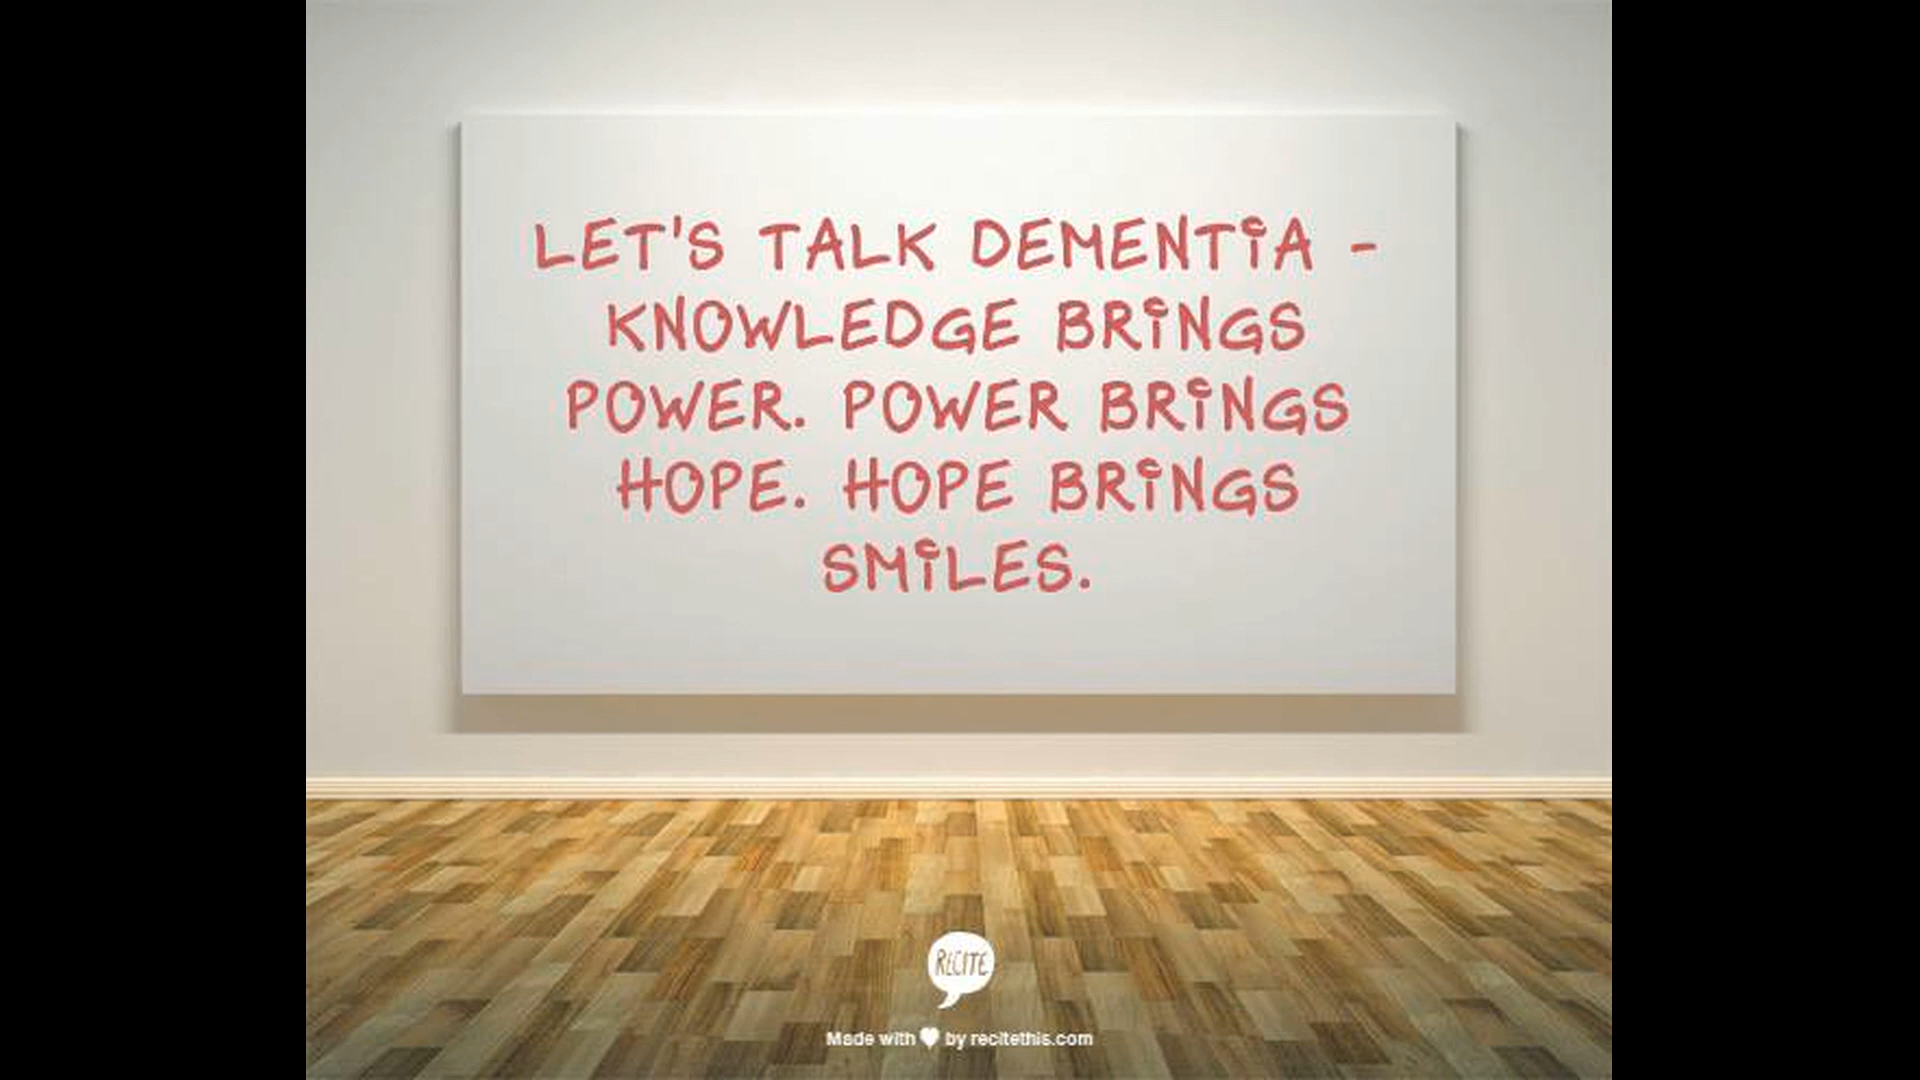 LET'S TALK DEMENTIA -
KNOWLEDGE BRINGS
POWER. POWER BRINGS
HOPE. HOPE BRINGS
SMILES.
RECITE
Made with ♥ by recitethis.com